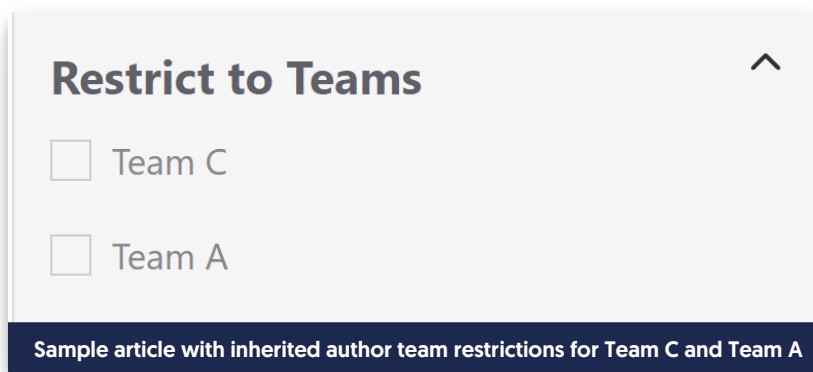 Restrict to Teams
Team C
Team A
Sample article with inherited author team restrictions for Team C and Team A